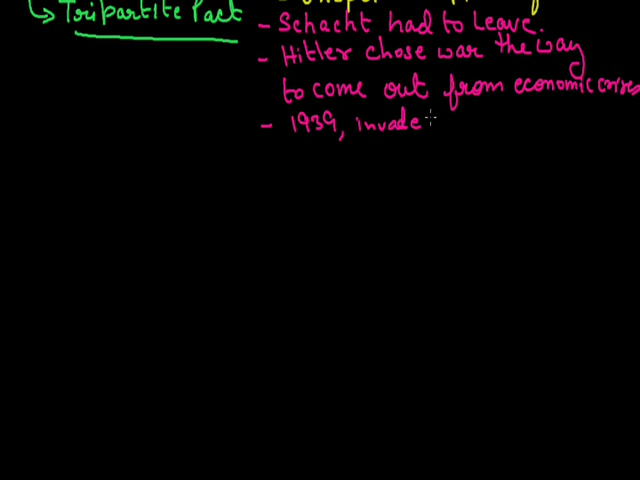 ↳ Tripartite Pact
- Schacht had to leave.
- Hitler chose war the way
to come out from economic crises
- 1939, invade